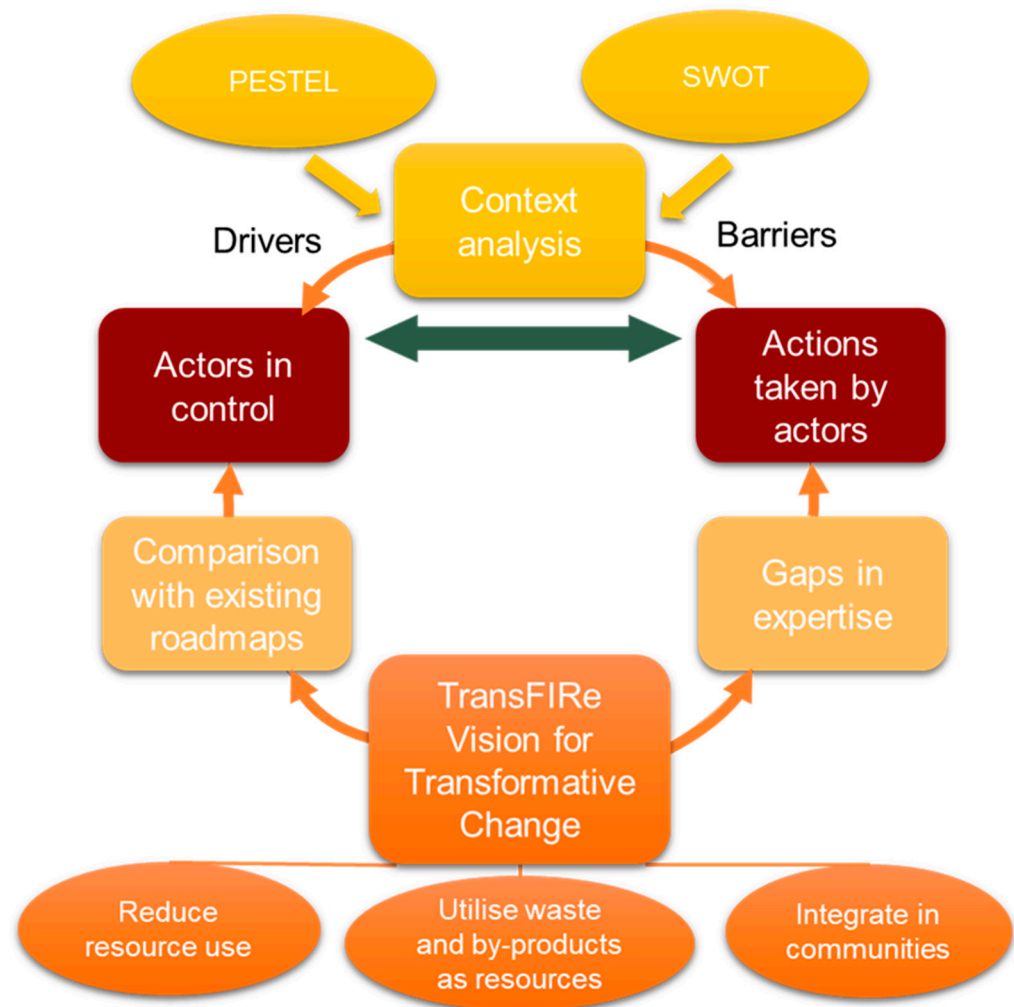 PESTEL
SWOT
Context
analysis
Drivers
Barriers
Actors in
control
Actions
taken by
actors
Comparison
with existing
roadmaps
Gaps in
expertise
TransFIRe
Vision for
Transformative
Change
Reduce
resource use
Utilise waste
and by-products
as resources
Integrate in
communities